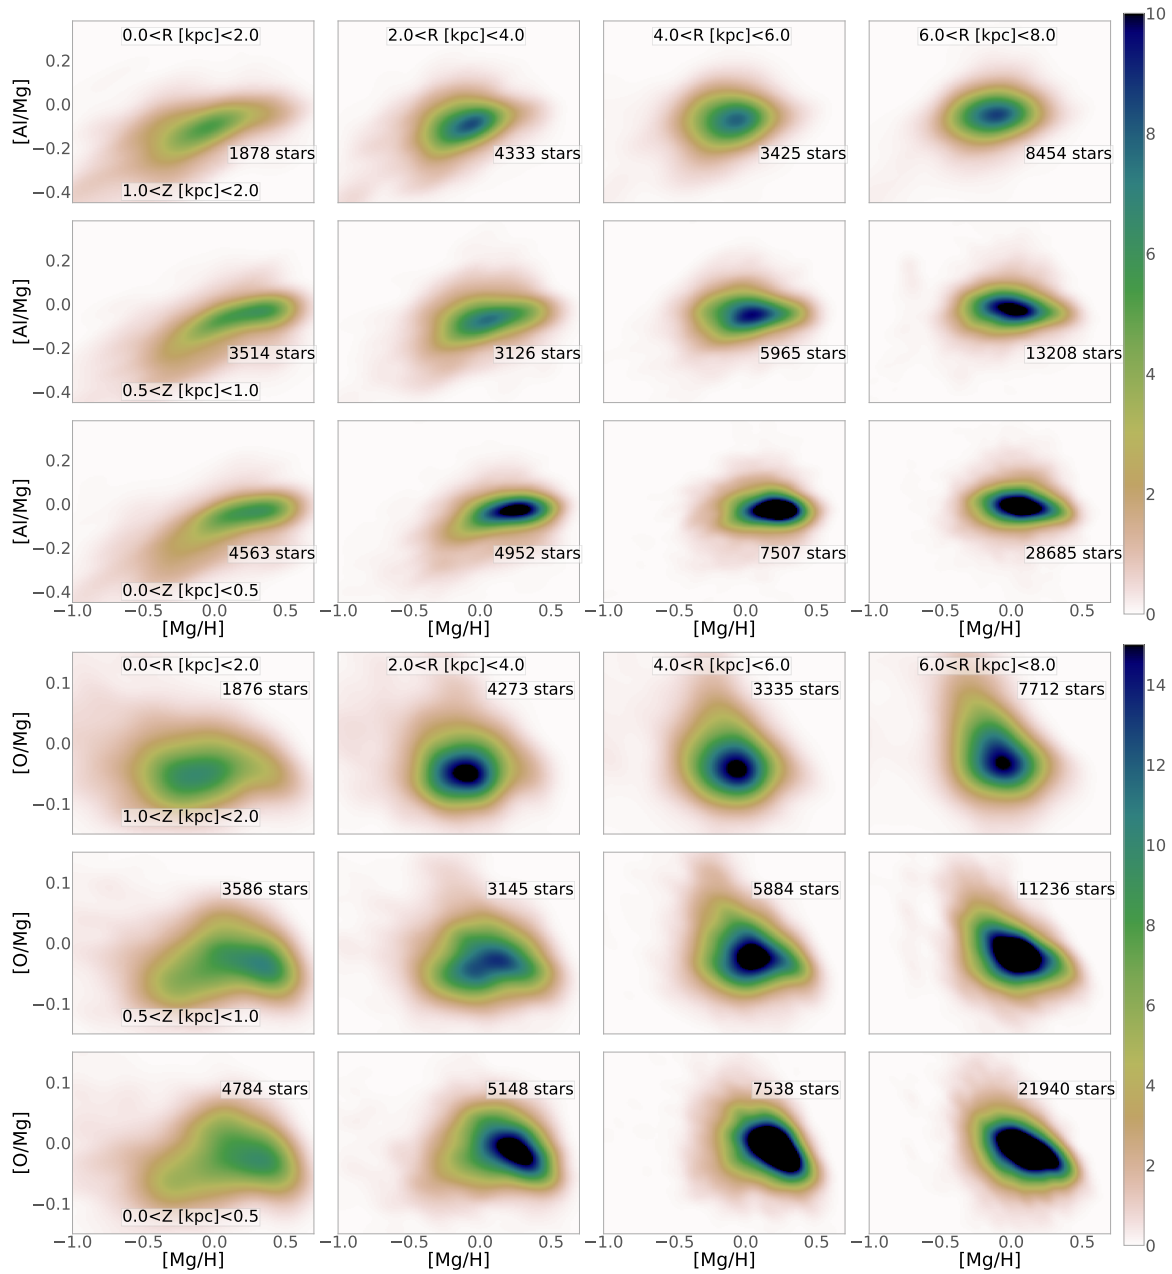 0.0<R [kpc]<2.0
2.0<R [kpc]<4.0
4.0<R [kpc]<6.0
6.0<R [kpc]<8.0
10
0.2
0.0
−0.2
−0.4
[Al/Mg]
1878 stars
4333 stars
3425 stars
8454 stars
1.0<Z [kpc]<2.0
8
0.2
0.0
−0.2
−0.4
[Al/Mg]
3514 stars
3126 stars
5965 stars
13208 stars
0.5<Z [kpc]<1.0
6
4
0.2
0.0
−0.2
−0.4
[Al/Mg]
4563 stars
4952 stars
7507 stars
28685 stars
0.0<Z [kpc]<0.5
2
0
−1.0 −0.5 0.0 0.5
−1.0 −0.5 0.0 0.5
−1.0 −0.5 0.0 0.5
−1.0 −0.5 0.0 0.5
[Mg/H]
[Mg/H]
[Mg/H]
[Mg/H]
0.0<R [kpc]<2.0
2.0<R [kpc]<4.0
4.0<R [kpc]<6.0
6.0<R [kpc]<8.0
0.1
0.0
−0.1
[O/Mg]
1876 stars
4273 stars
3335 stars
7712 stars
1.0<Z [kpc]<2.0
14
12
0.1
0.0
−0.1
[O/Mg]
3586 stars
3145 stars
5884 stars
11236 stars
0.5<Z [kpc]<1.0
10
8
6
0.1
0.0
−0.1
[O/Mg]
4784 stars
5148 stars
7538 stars
21940 stars
0.0<Z [kpc]<0.5
4
2
0
−1.0 −0.5 0.0 0.5
−1.0 −0.5 0.0 0.5
−1.0 −0.5 0.0 0.5
−1.0 −0.5 0.0 0.5
[Mg/H]
[Mg/H]
[Mg/H]
[Mg/H]